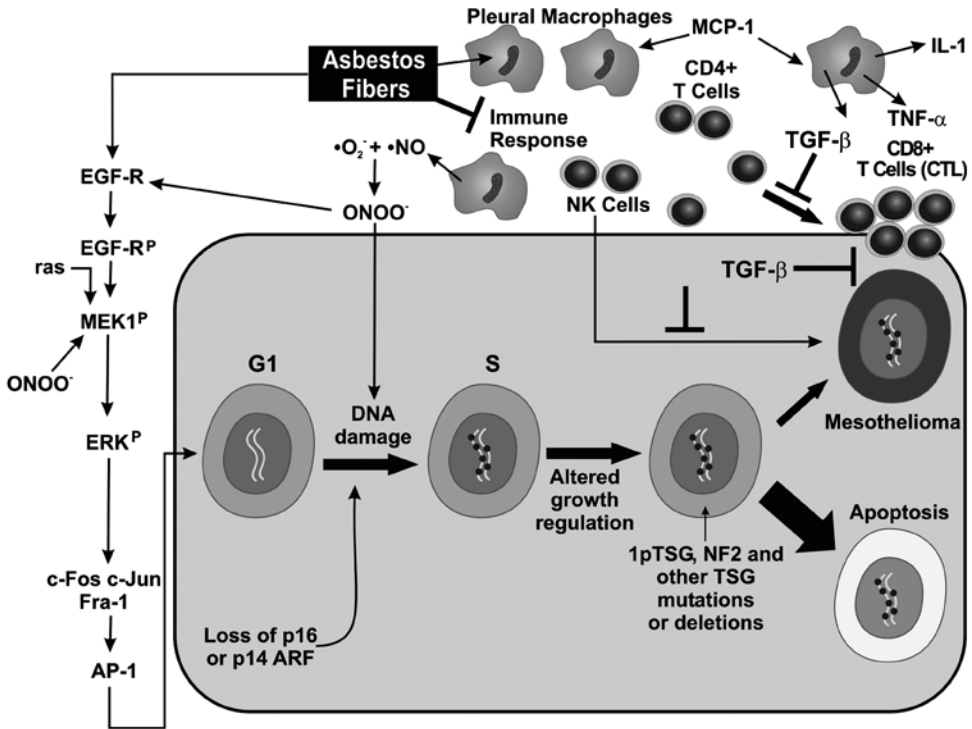 Pleural Macrophages
MCP-1
IL-1
Asbestos
Fibers
CD4+
T Cells
TNF-α
Immune
Response
TGF-β
CD8+
T Cells (CTL)
•O₂⁻ + •NO
EGF-R
ONOO⁻
NK Cells
EGF-Rᴾ
ras
TGF-β
MEK1ᴾ
ONOO⁻
G1
S
DNA
damage
Mesothelioma
ERKᴾ
Altered
growth
regulation
Apoptosis
1pTSG, NF2 and
other TSG
mutations
or deletions
c-Fos c-Jun
Fra-1
Loss of p16
or p14 ARF
AP-1